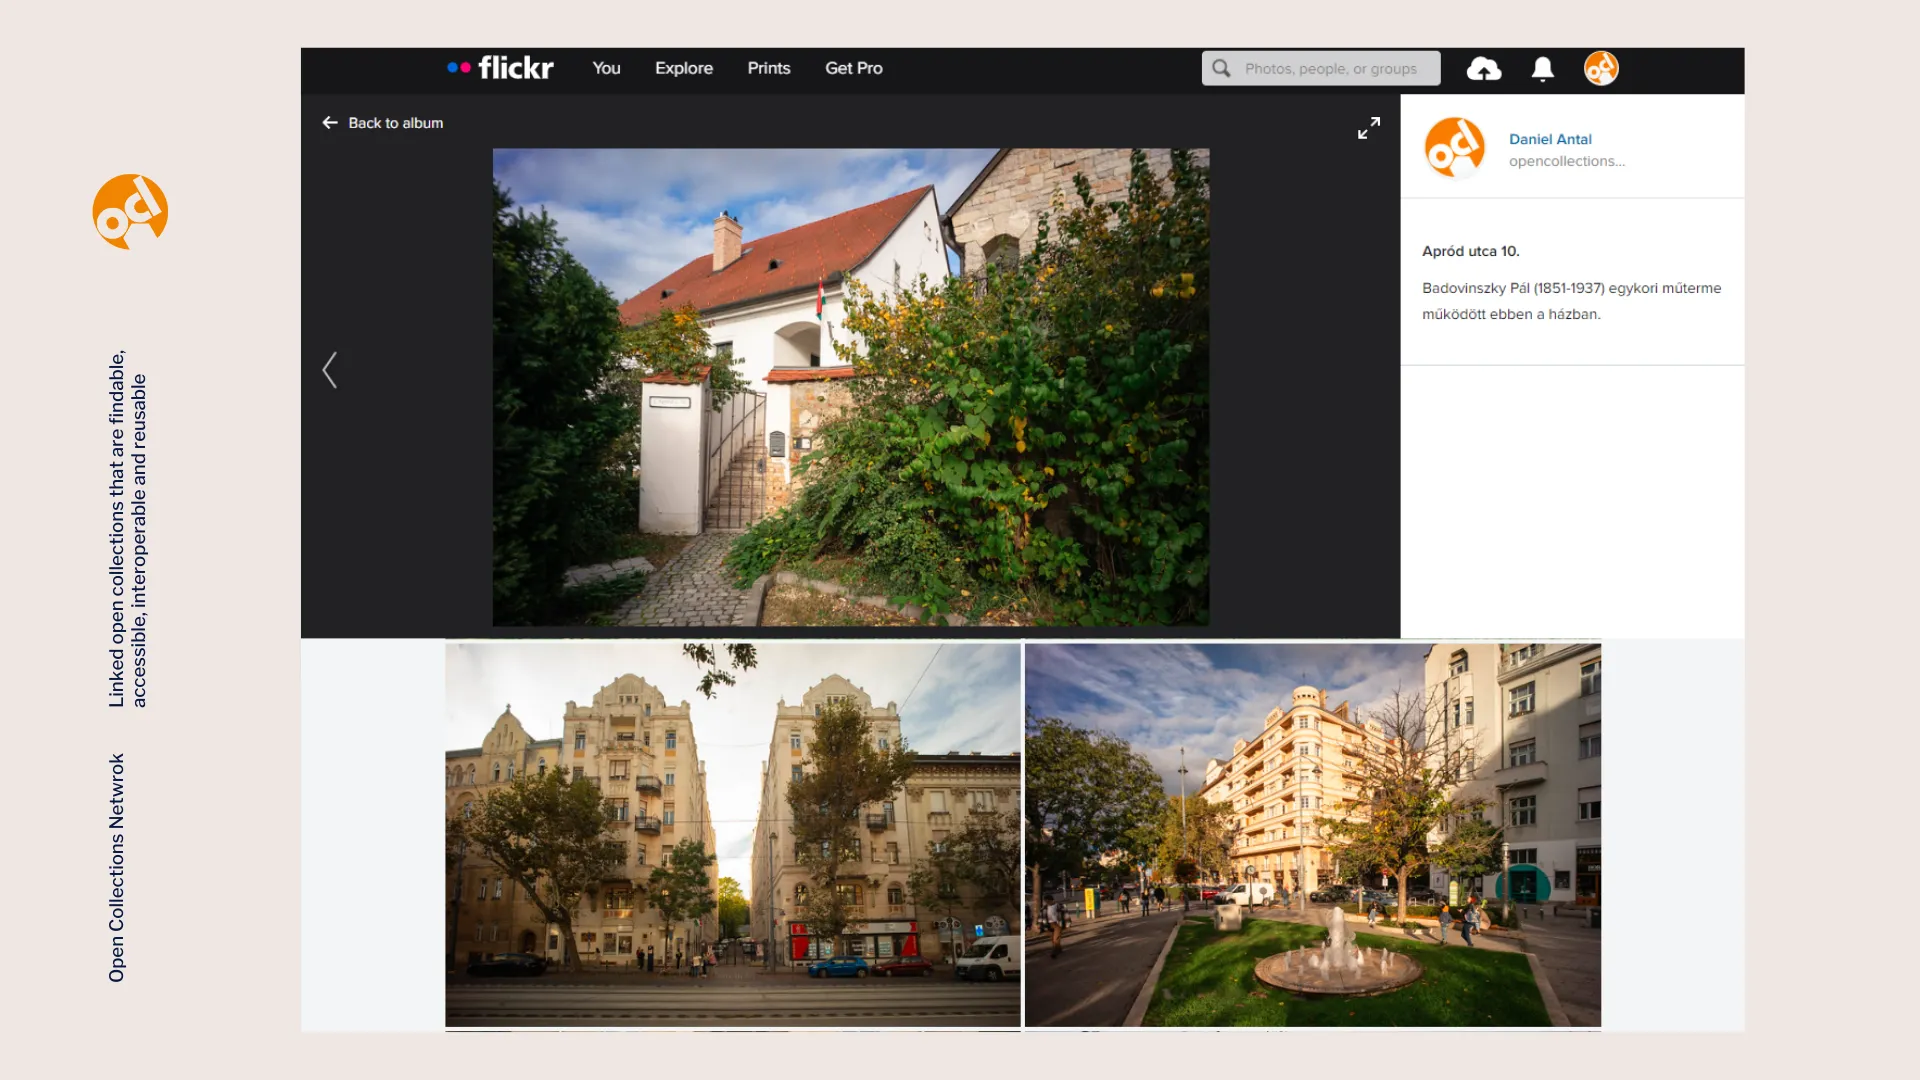 flickr
You
Explore
Prints
Get Pro
Photos, people, or groups
Back to album
Daniel Antal
opencollections...
Apród utca 10.
Badovinszky Pál (1851-1937) egykori műterme
működött ebben a házban.
Linked open collections that are findable,
accessible, interoperable and reusable
Open Collections Netwrok